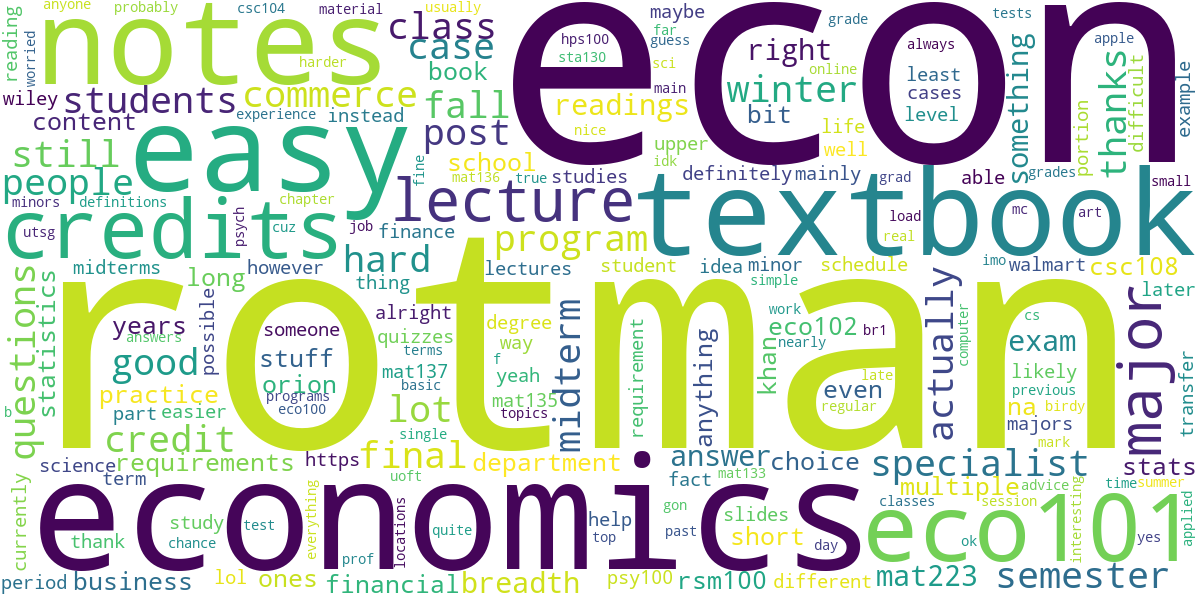 anyone probably csc104 material usually
notes class econ
maybe grade tests
reading worried harder case book
hps100 far guess sta130 sci
right always apple
wiley students commerce fall readings main online winter least cases level something thanks difficult example
content experience instead post nice bit life well portion
still easy school upper idk
people fine mat136 true studies definitely mainly grad able grades small
minors definitions chapter lecture textbook load mc art
utsg credits psych cuz job finance program real
midterms however hard lectures student idea minor schedule imo walmart csc108
questions statistics long thing simple later
rotman
years possible someone alright quizzes degree way eco102 work br1 nearly computer cs exam major
answers good stuff terms f khan likely transfer
orion mat137 yeah midterm requirement anything even late actually previous
practice programs basic mat135 na birdy
b part easier eco100 lot topics regular majors mark
credit single
science requirements https final department answer choice specialist stats
term uoft fact mat133 multiple advice time summer
currently economics gon classes session interesting
study test everything locations quite help past slides eco101 applied
thank chance prof top short day ok yes
period business lol ones financial breadth psy100 rsm100 different mat223 semester